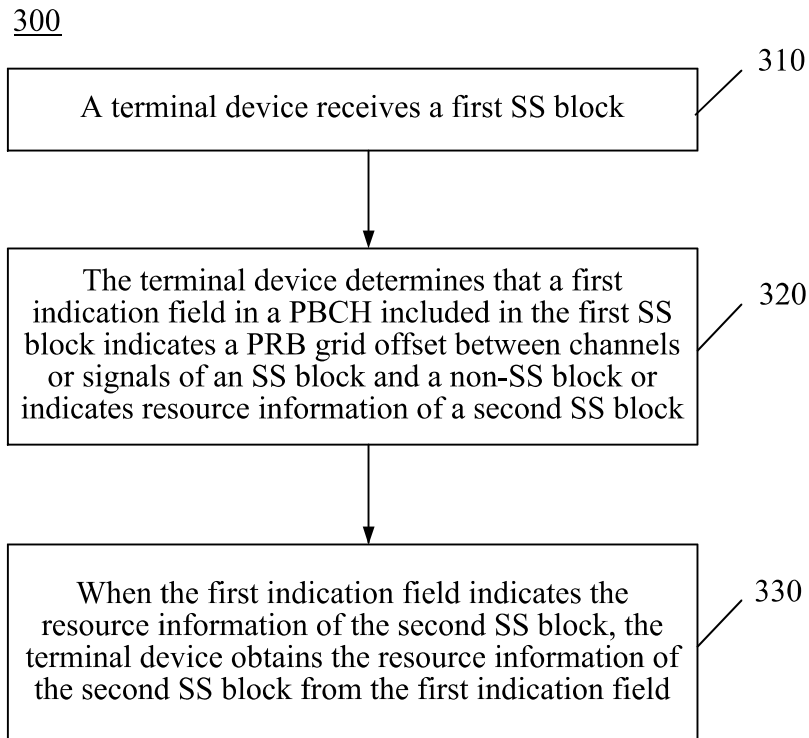 300
310
A terminal device receives a first SS block
The terminal device determines that a first
indication field in a PBCH included in the first SS
block indicates a PRB grid offset between channels
or signals of an SS block and a non-SS block or
indicates resource information of a second SS block
320
When the first indication field indicates the
resource information of the second SS block, the
terminal device obtains the resource information of
the second SS block from the first indication field
330